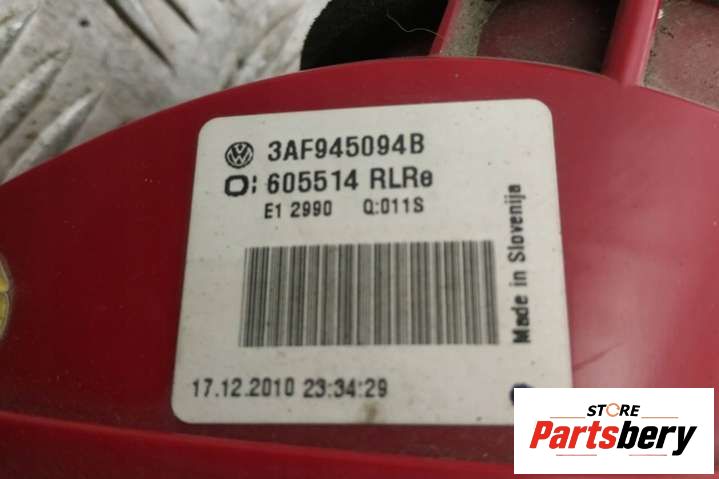 3AF945094B
O: 605514 RLRe
E1 2990 Q:011S
Made in Slovenija
17.12.2010 23:34:29
STORE
Partsbery